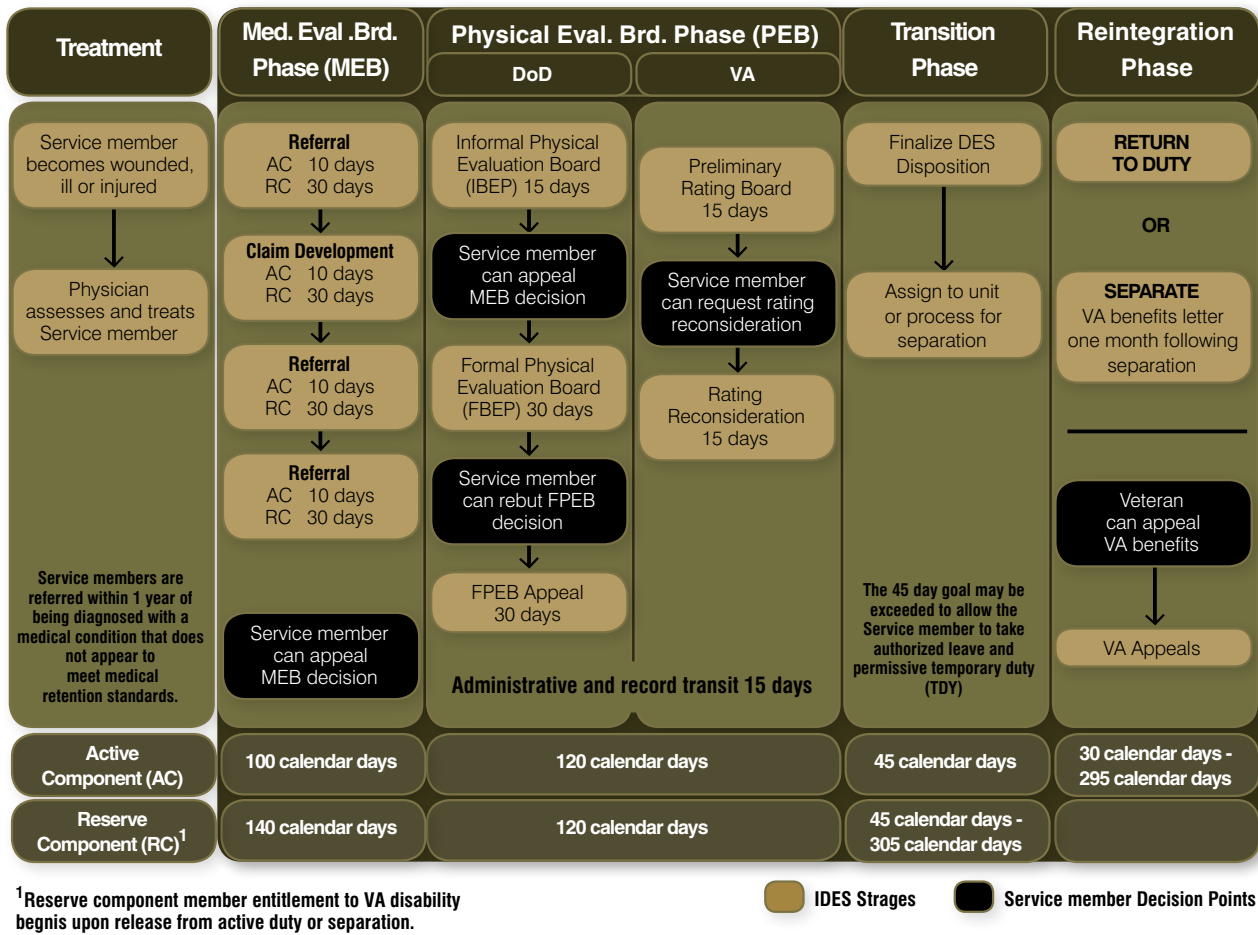 Treatment
Service member
becomes wounded,
ill or injured
Physician
assesses and treats
Service member
Service members are
referred within 1 year of
being diagnosed with a
medical condition that does
not appear to
meet medical
retention standards.
Med. Eval .Brd.
Phase (MEB)
Referral
AC 10 days
RC 30 days
Claim Development
AC 10 days
RC 30 days
Referral
AC 10 days
RC 30 days
Referral
AC 10 days
RC 30 days
Service member
can appeal
MEB decision
Physical Eval. Brd. Phase (PEB)
DoD
Informal Physical
Evaluation Board
(IBEP) 15 days
Service member
can appeal
MEB decision
Formal Physical
Evaluation Board
(FBEP) 30 days
Service member
can rebut FPEB
decision
FPEB Appeal
30 days
VA
Preliminary
Rating Board
15 days
Service member
can request rating
reconsideration
Rating
Reconsideration
15 days
Administrative and record transit 15 days
Transition
Phase
Finalize DES
Disposition
Assign to unit
or process for
separation
The 45 day goal may be
exceeded to allow the
Service member to take
authorized leave and
permissive temporary duty
(TDY)
Reintegration
Phase
RETURN
TO DUTY
OR
SEPARATE
VA benefits letter
one month following
separation
Veteran
can appeal
VA benefits
VA Appeals
Active
Component (AC)
100 calendar days
120 calendar days
45 calendar days
30 calendar days -
295 calendar days
Reserve
Component (RC)1
140 calendar days
120 calendar days
45 calendar days -
305 calendar days
1Reserve component member entitlement to VA disability
begnis upon release from active duty or separation.
IDES Strages
Service member Decision Points